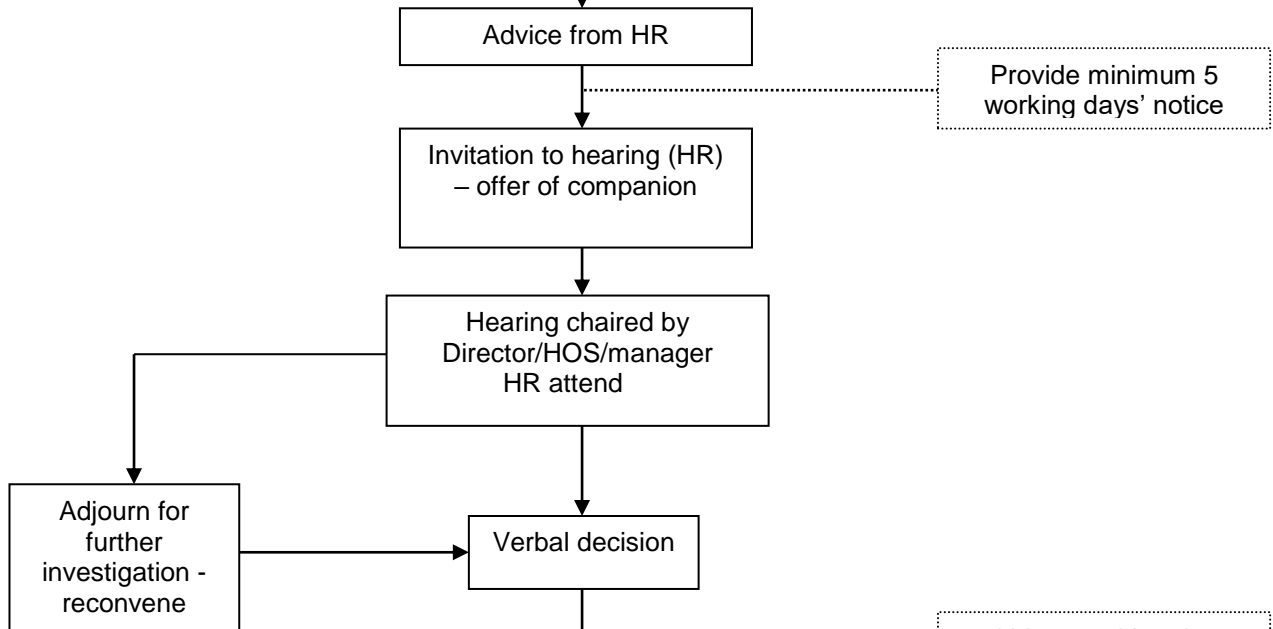 Advice from HR
Provide minimum 5
working days’ notice
Invitation to hearing (HR)
– offer of companion
Hearing chaired by
Director/HOS/manager
HR attend
Adjourn for
further
investigation -
reconvene
Verbal decision